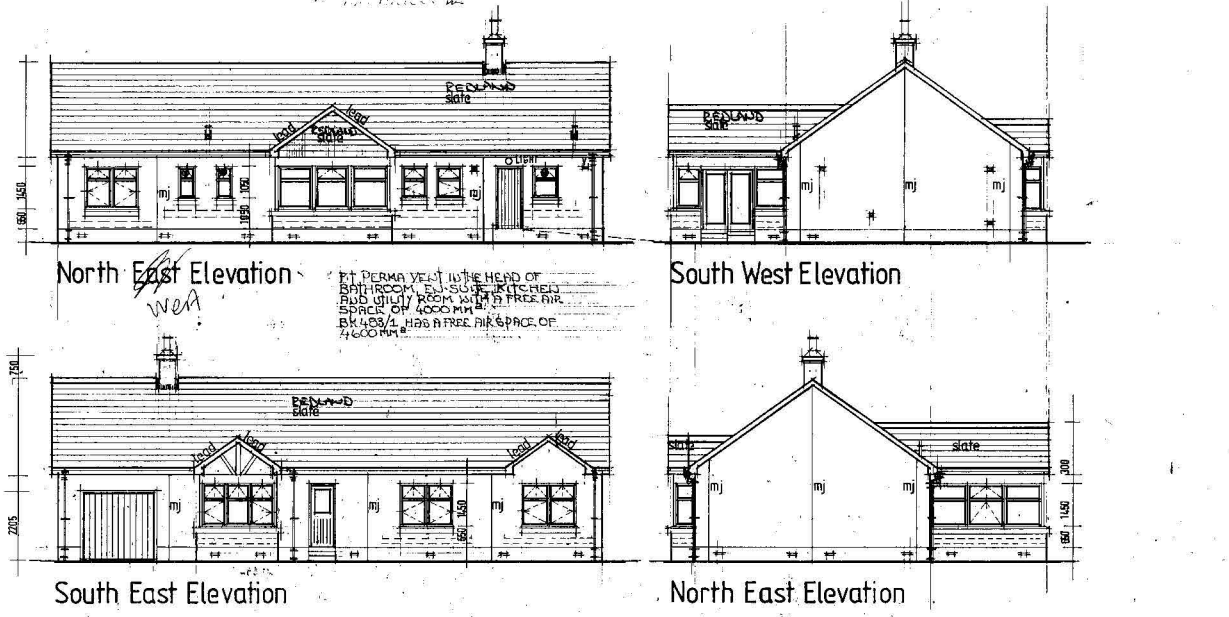 REDLAND
slate
lead lead
REDLAND
slate
LIGHT
mj
mj
1450
660
1050
1050
North East Elevation
West
REDLAND
slate
mj mj mj
South West Elevation
P.T PERMA VENT IN THE HEAD OF
BATHROOM, EN-SUITE, KITCHEN
AND UTILITY ROOM WITH A FREE AIR
SPACE OF 4000 MM²
BK 483/1 HAS A FREE AIR SPACE OF
4600 MM²
750
REDLAND
slate
lead lead
lead lead
mj mj mj
1450
660
2205
South East Elevation
slate
slate
mj mj mj
300
1450
660
North East Elevation